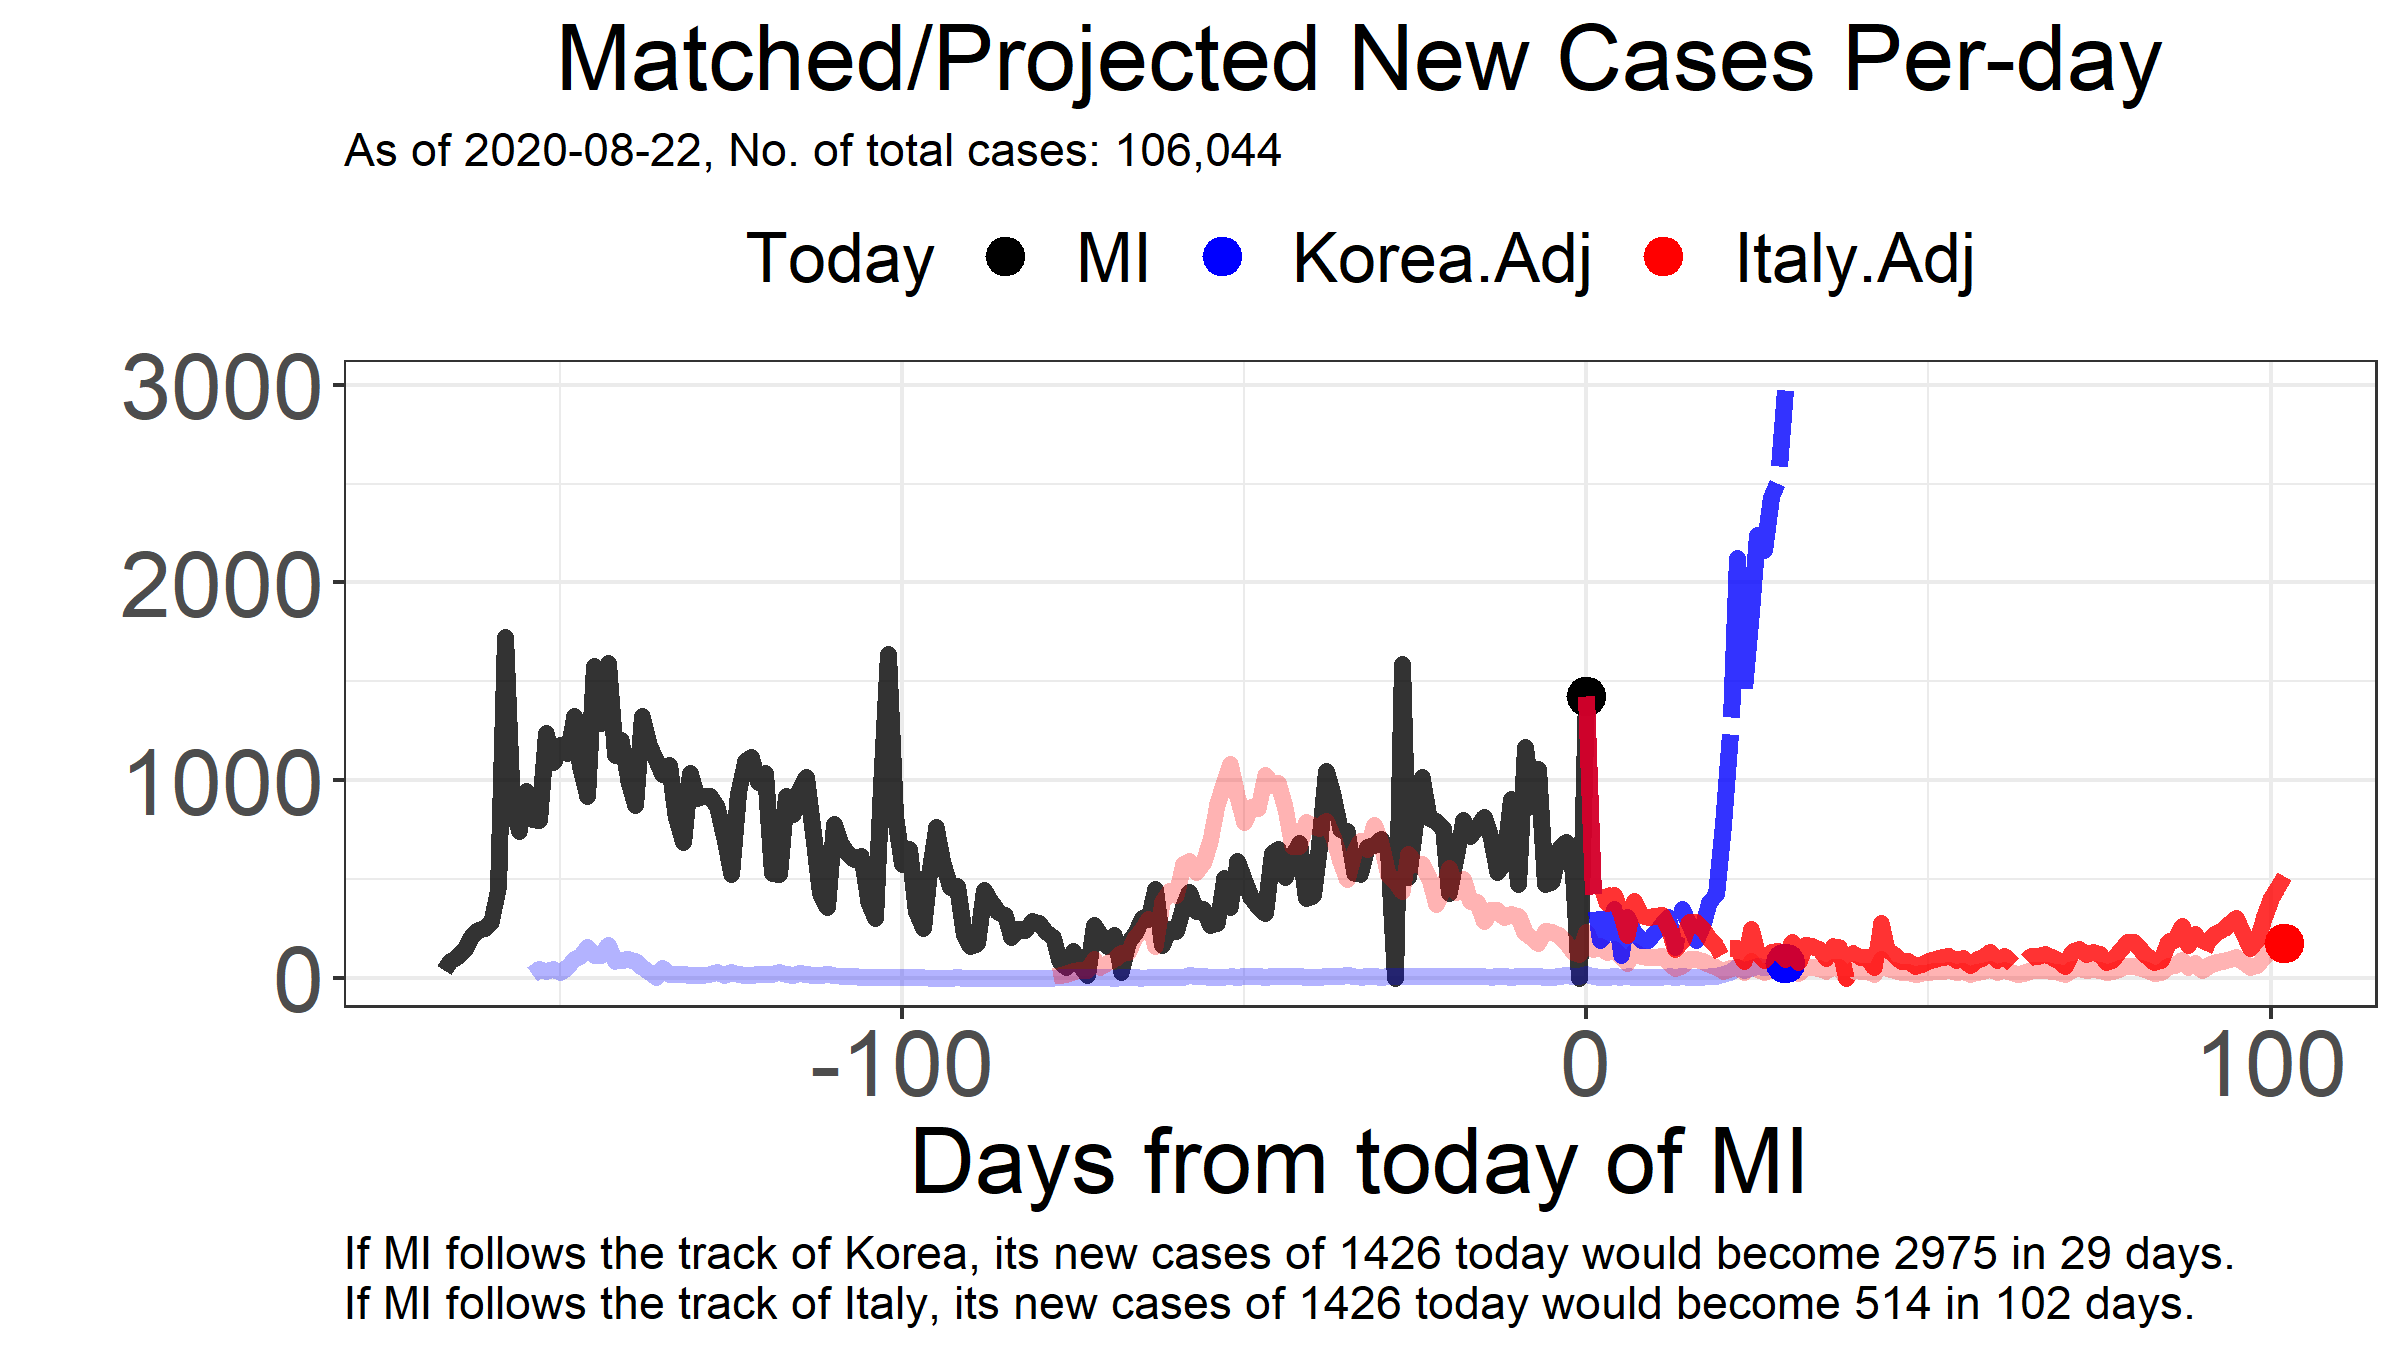 Matched/Projected New Cases Per-day
As of 2020-08-22, No. of total cases: 106,044
Today MI Korea.Adj Italy.Adj
3000
2000
1000
0
-100 0 100
Days from today of MI
If MI follows the track of Korea, its new cases of 1426 today would become 2975 in 29 days.
If MI follows the track of Italy, its new cases of 1426 today would become 514 in 102 days.